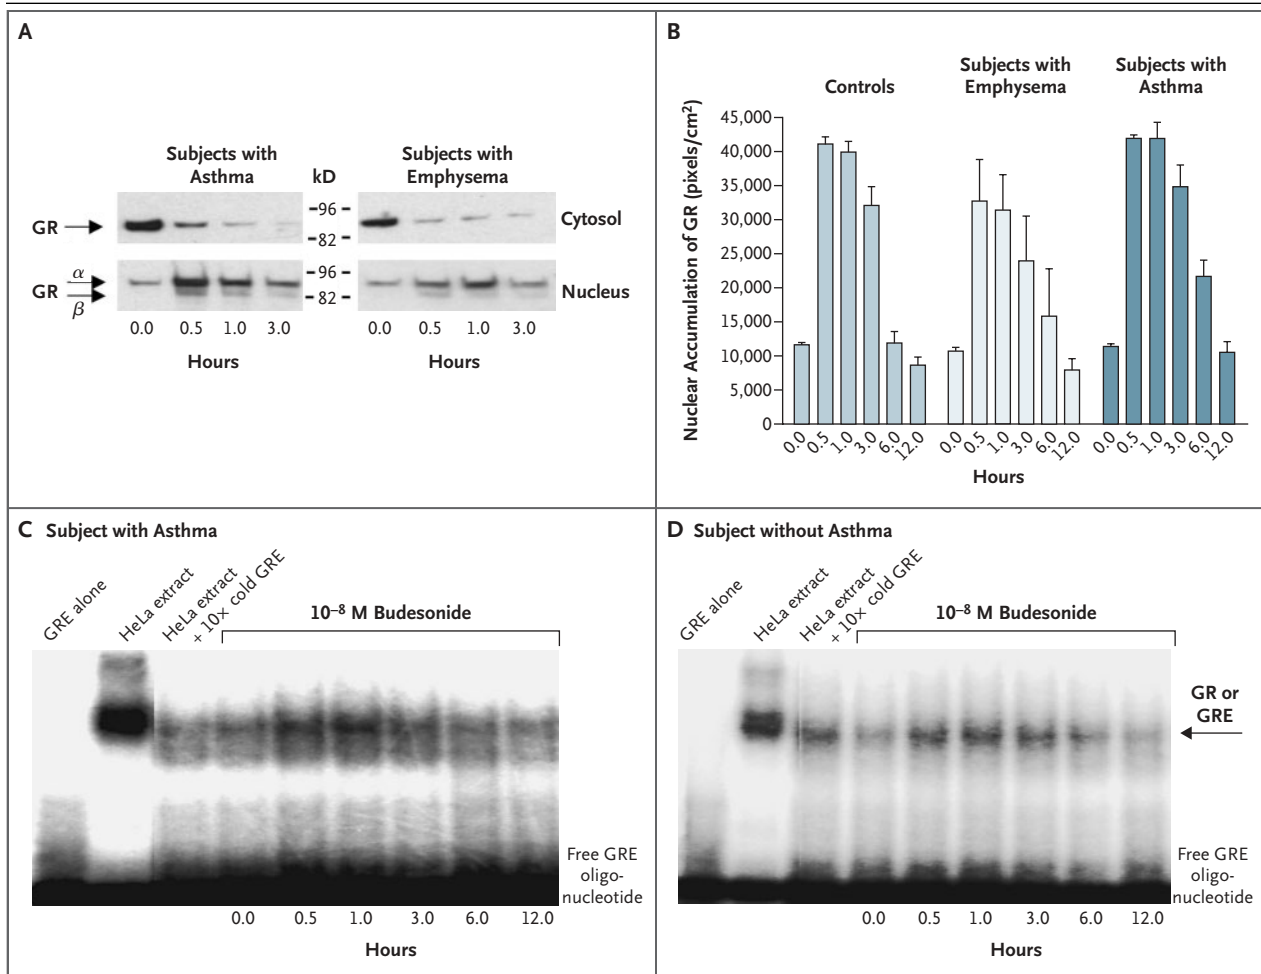 A
Subjects with
Asthma
kD
Subjects with
Emphysema
GR
96
82
Cytosol
GR
α
β
96
82
Nucleus
0.0 0.5 1.0 3.0
0.0 0.5 1.0 3.0
Hours
Hours
B
Controls
Subjects with
Emphysema
Subjects with
Asthma
Nuclear Accumulation of GR (pixels/cm²)
45,000
40,000
35,000
30,000
25,000
20,000
15,000
10,000
5,000
0
0.0 0.5 1.0 3.0 6.0 12.0
0.0 0.5 1.0 3.0 6.0 12.0
0.0 0.5 1.0 3.0 6.0 12.0
Hours
C Subject with Asthma
GRE alone
HeLa extract
HeLa extract
+ 10× cold GRE
10⁻⁸ M Budesonide
Free GRE
oligo-
nucleotide
0.0 0.5 1.0 3.0 6.0 12.0
Hours
D Subject without Asthma
GRE alone
HeLa extract
HeLa extract
+ 10× cold GRE
10⁻⁸ M Budesonide
GR or
GRE
Free GRE
oligo-
nucleotide
0.0 0.5 1.0 3.0 6.0 12.0
Hours